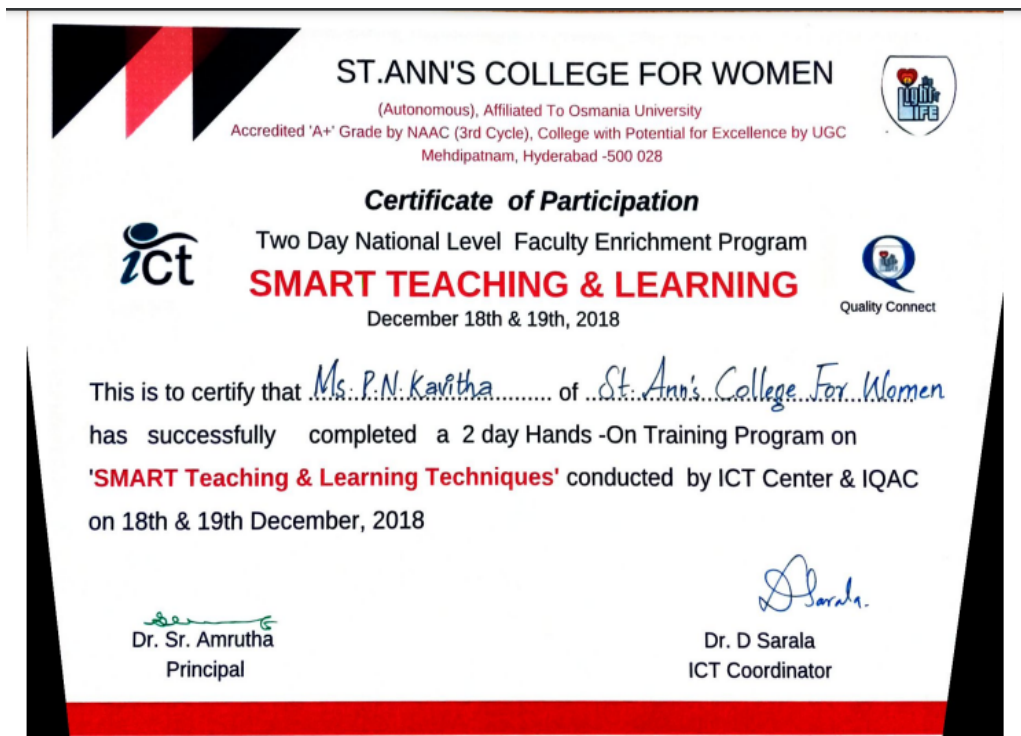 ST.ANN'S COLLEGE FOR WOMEN
(Autonomous), Affiliated To Osmania University
Accredited 'A+' Grade by NAAC (3rd Cycle), College with Potential for Excellence by UGC
Mehdipatnam, Hyderabad -500 028
light
LIFE
Certificate of Participation
ict
Two Day National Level Faculty Enrichment Program
SMART TEACHING & LEARNING
December 18th & 19th, 2018
Quality Connect
This is to certify that Ms. P.N. Kavitha of St. Ann's College For Women
has successfully completed a 2 day Hands -On Training Program on
'SMART Teaching & Learning Techniques' conducted by ICT Center & IQAC
on 18th & 19th December, 2018
D Sarala.
Dr. Sr. Amrutha
Principal
Dr. D Sarala
ICT Coordinator